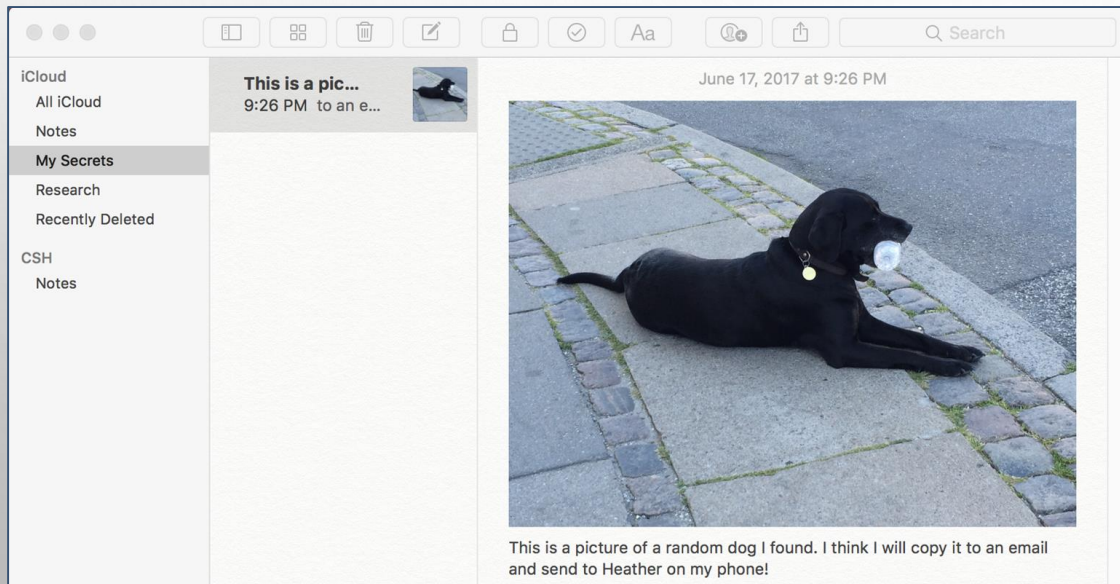 Aa
Search
iCloud
All iCloud
Notes
My Secrets
Research
Recently Deleted
CSH
Notes
This is a pic...
9:26 PM to an e...
June 17, 2017 at 9:26 PM
This is a picture of a random dog I found. I think I will copy it to an email
and send to Heather on my phone!